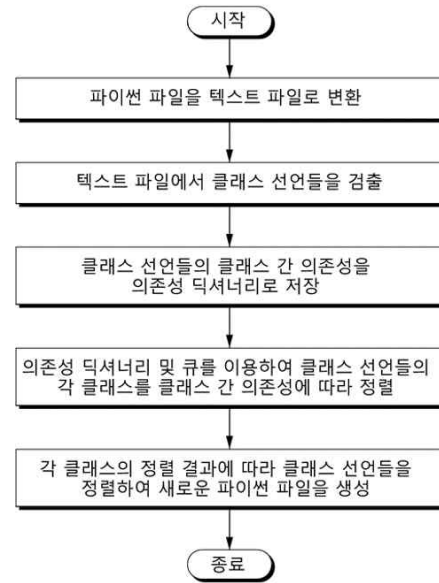 시작
파이썬 파일을 텍스트 파일로 변환
텍스트 파일에서 클래스 선언들을 검출
클래스 선언들의 클래스 간 의존성을
의존성 딕셔너리로 저장
의존성 딕셔너리 및 큐를 이용하여 클래스 선언들의
각 클래스를 클래스 간 의존성에 따라 정렬
각 클래스의 정렬 결과에 따라 클래스 선언들을
정렬하여 새로운 파이썬 파일을 생성
종료